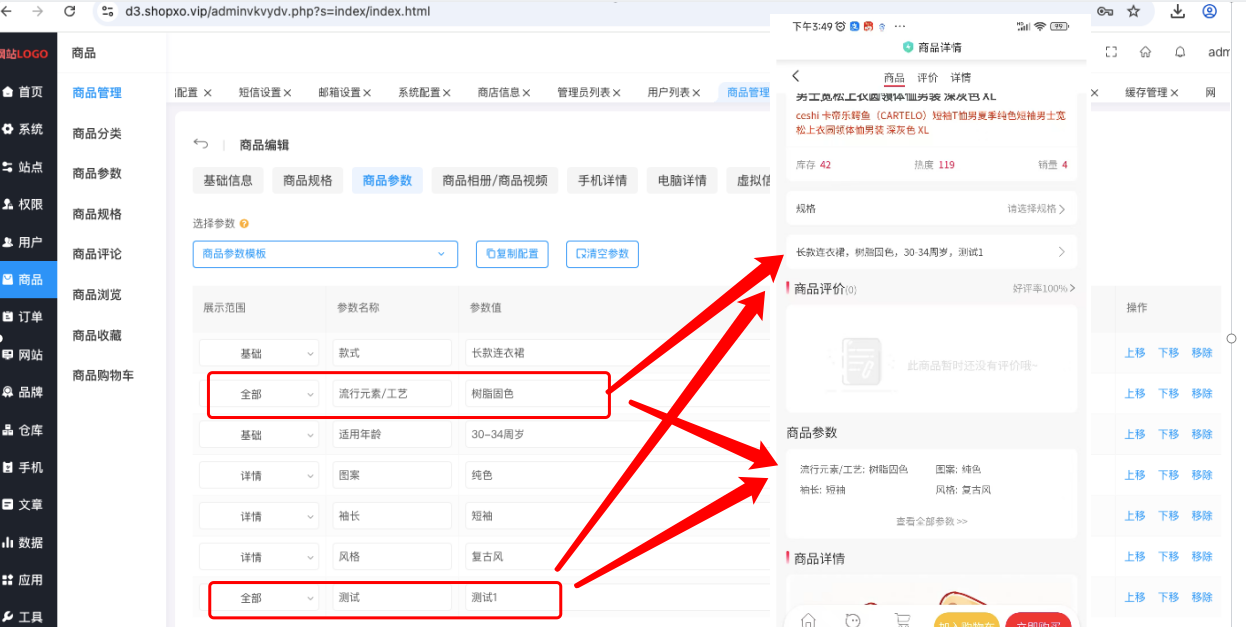 d3.shopxo.vip/adminvkvydv.php?s=index/index.html
网站LOGO
首页
系统
站点
权限
用户
商品
订单
网站
品牌
仓库
手机
文章
数据
应用
工具
商品
商品管理
商品分类
商品参数
商品规格
商品评论
商品浏览
商品收藏
商品购物车
配置 ×
短信设置 ×
邮箱设置 ×
系统配置 ×
商店信息 ×
管理员列表 ×
用户列表 ×
商品管理
×
缓存管理 ×
网
adm
商品编辑
基础信息
商品规格
商品参数
商品相册/商品视频
手机详情
电脑详情
虚拟信
选择参数
商品参数模板
复制配置
清空参数
展示范围 参数名称 参数值 操作
基础 款式 长款连衣裙 上移 下移 移除
全部 流行元素/工艺 树脂固色 上移 下移 移除
基础 适用年龄 30-34周岁 上移 下移 移除
详情 图案 纯色 上移 下移 移除
详情 袖长 短袖 上移 下移 移除
详情 风格 复古风 上移 下移 移除
全部 测试 测试1 上移 下移 移除
下午3:49 ··· 99
商品详情
商品 评价 详情
男士宽松上衣圆领体恤男装 深灰色 XL
ceshi 卡帝乐鳄鱼（CARTELO）短袖T恤男夏季纯色短袖男士宽
松上衣圆领体恤男装 深灰色 XL
库存 42 热度 119 销量 4
规格 请选择规格
长款连衣裙，树脂固色，30-34周岁，测试1
商品评价(0) 好评率100%
此商品暂时还没有评价哦~
商品参数
流行元素/工艺: 树脂固色 图案: 纯色
袖长: 短袖 风格: 复古风
查看全部参数 >>
商品详情
加入购物车 立即购买